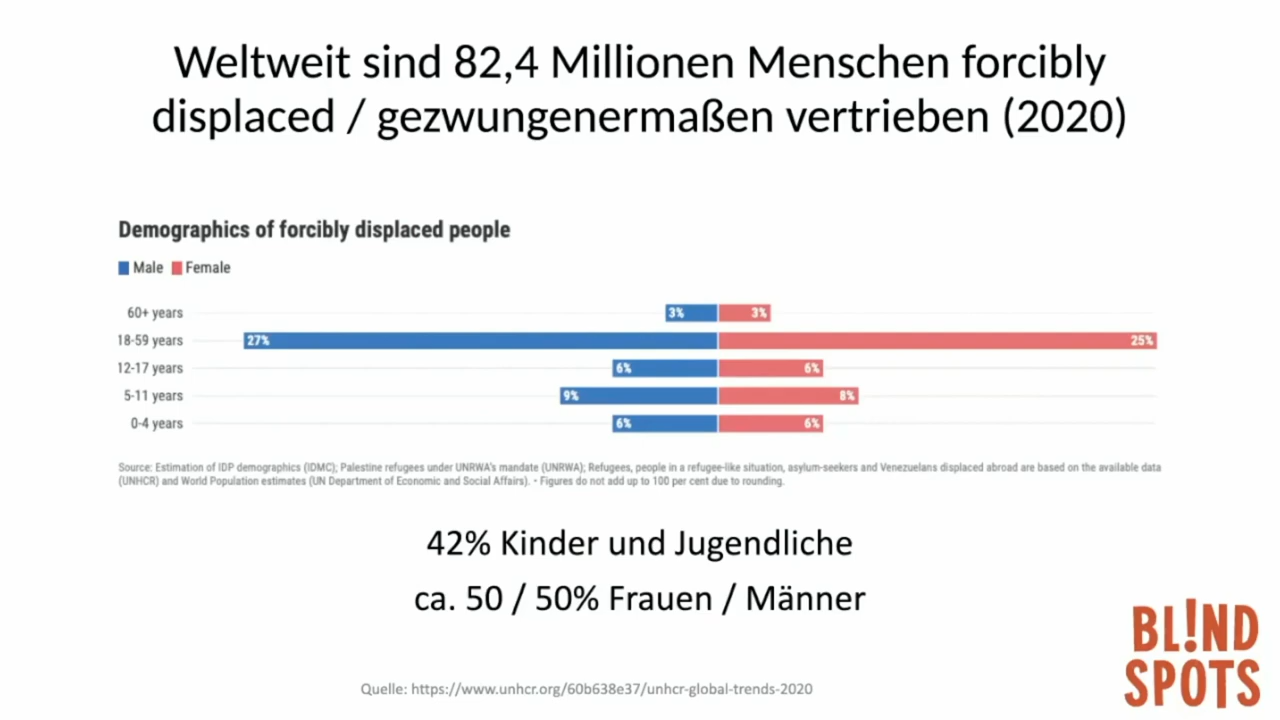 Weltweit sind 82,4 Millionen Menschen forcibly
displaced / gezwungenermaßen vertrieben (2020)
Demographics of forcibly displaced people
Male Female
60+ years 3% 3%
18-59 years 27% 25%
12-17 years 6% 6%
5-11 years 9% 8%
0-4 years 6% 6%
Source: Estimation of IDP demographics (IDMC); Palestine refugees under UNRWA's mandate (UNRWA); Refugees, people in a refugee-like situation, asylum-seekers and Venezuelans displaced abroad are based on the available data
(UNHCR) and World Population estimates (UN Department of Economic and Social Affairs). • Figures do not add up to 100 per cent due to rounding.
42% Kinder und Jugendliche
ca. 50 / 50% Frauen / Männer
BL!ND
SPOTS
Quelle: https://www.unhcr.org/60b638e37/unhcr-global-trends-2020